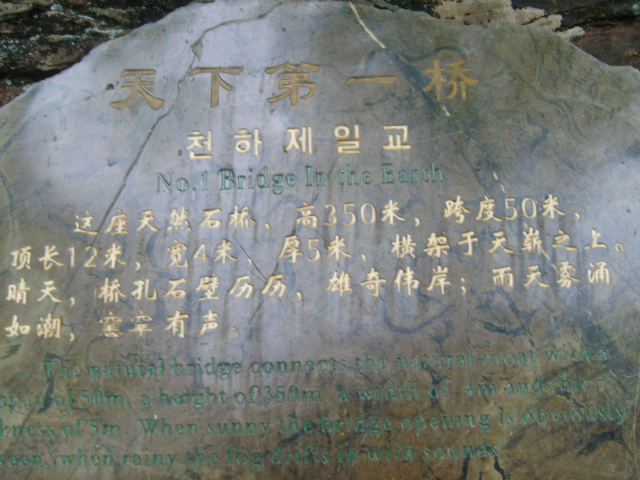 天下第一桥
천하제일교
No.1 Bridge In the Earth
这座天然石桥，高350米，跨度50米，
顶长12米，宽4米，厚5米，横架于天堑之上。
晴天，桥孔石壁历历，雄奇伟岸；雨天雾涌
如潮，窨窣有声。
The natural bridge connects the natural moat with a
span of 50m, a height of 350m, a width of 4m and thic-
kness of 5m. When sunny the bridge opening is obviously
seen, when rainy the fog drifts in with sounds.